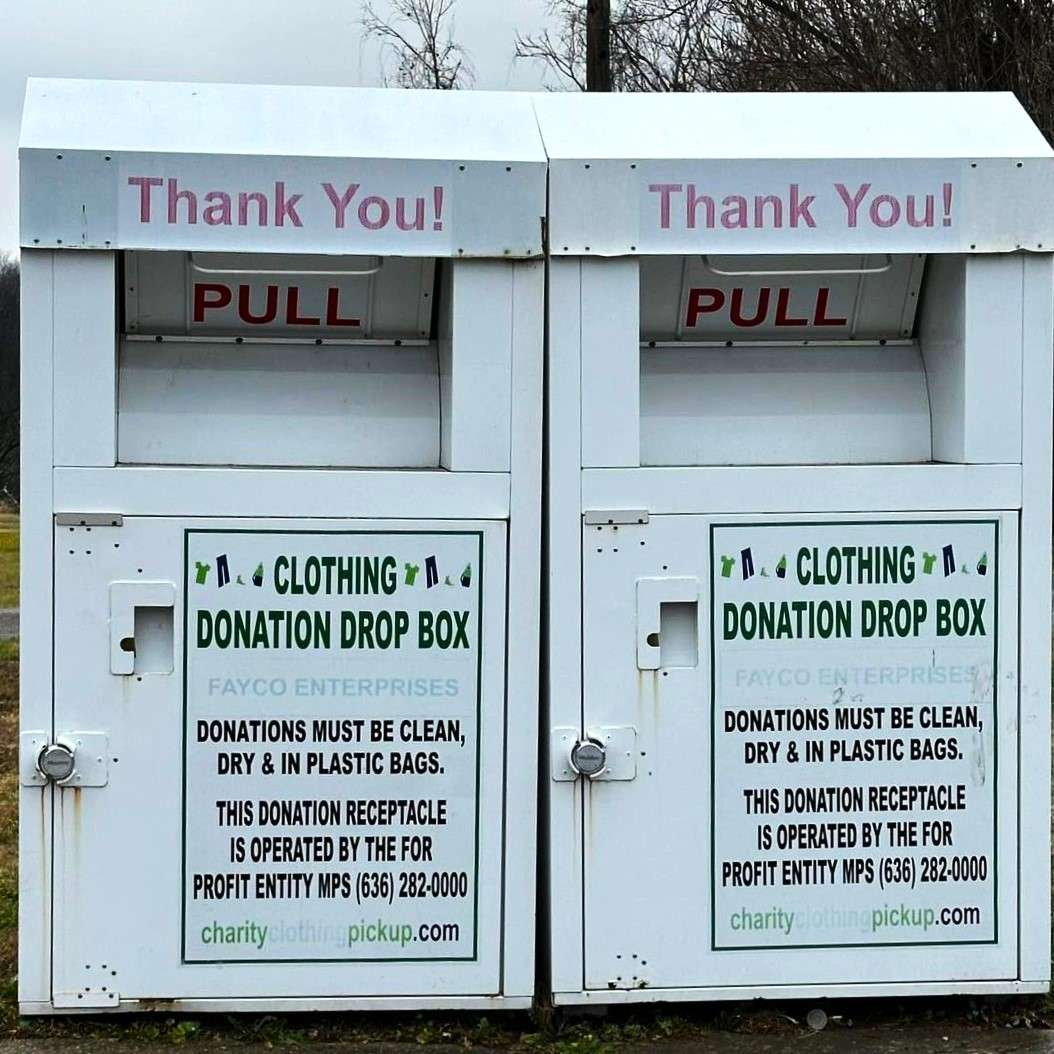 Thank You!
PULL
CLOTHING
DONATION DROP BOX
FAYCO ENTERPRISES
DONATIONS MUST BE CLEAN,
DRY & IN PLASTIC BAGS.
THIS DONATION RECEPTACLE
IS OPERATED BY THE FOR
PROFIT ENTITY MPS (636) 282-0000
charityclothingpickup.com
Thank You!
PULL
CLOTHING
DONATION DROP BOX
FAYCO ENTERPRISES
DONATIONS MUST BE CLEAN,
DRY & IN PLASTIC BAGS.
THIS DONATION RECEPTACLE
IS OPERATED BY THE FOR
PROFIT ENTITY MPS (636) 282-0000
charityclothingpickup.com